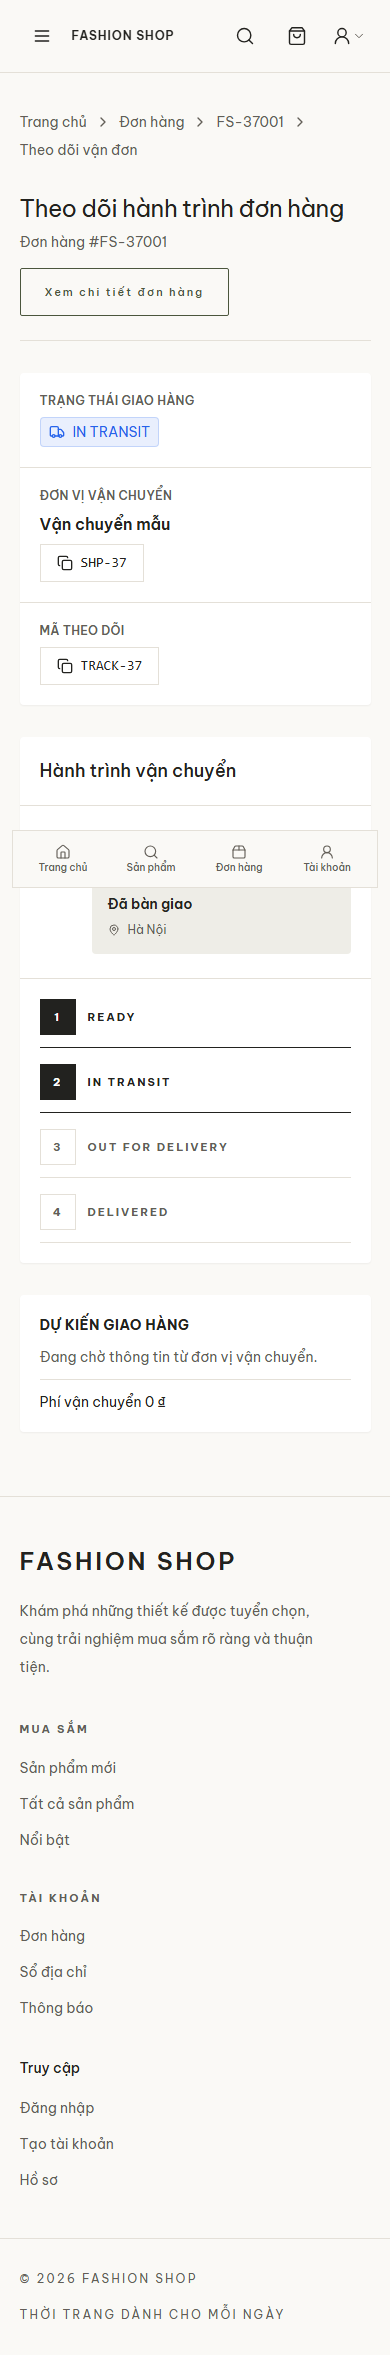 FASHION SHOP
Trang chủ > Đơn hàng > FS-37001 >
Theo dõi vận đơn
Theo dõi hành trình đơn hàng
Đơn hàng #FS-37001
Xem chi tiết đơn hàng
TRẠNG THÁI GIAO HÀNG
IN TRANSIT
ĐƠN VỊ VẬN CHUYỂN
Vận chuyển mẫu
SHP-37
MÃ THEO DÕI
TRACK-37
Hành trình vận chuyển
Trang chủ Sản phẩm Đơn hàng Tài khoản
Đã bàn giao
Hà Nội
1 READY
2 IN TRANSIT
3 OUT FOR DELIVERY
4 DELIVERED
DỰ KIẾN GIAO HÀNG
Đang chờ thông tin từ đơn vị vận chuyển.
Phí vận chuyển 0 ₫
FASHION SHOP
Khám phá những thiết kế được tuyển chọn,
cùng trải nghiệm mua sắm rõ ràng và thuận
tiện.
MUA SẮM
Sản phẩm mới
Tất cả sản phẩm
Nổi bật
TÀI KHOẢN
Đơn hàng
Sổ địa chỉ
Thông báo
Truy cập
Đăng nhập
Tạo tài khoản
Hồ sơ
© 2026 FASHION SHOP
THỜI TRANG DÀNH CHO MỖI NGÀY